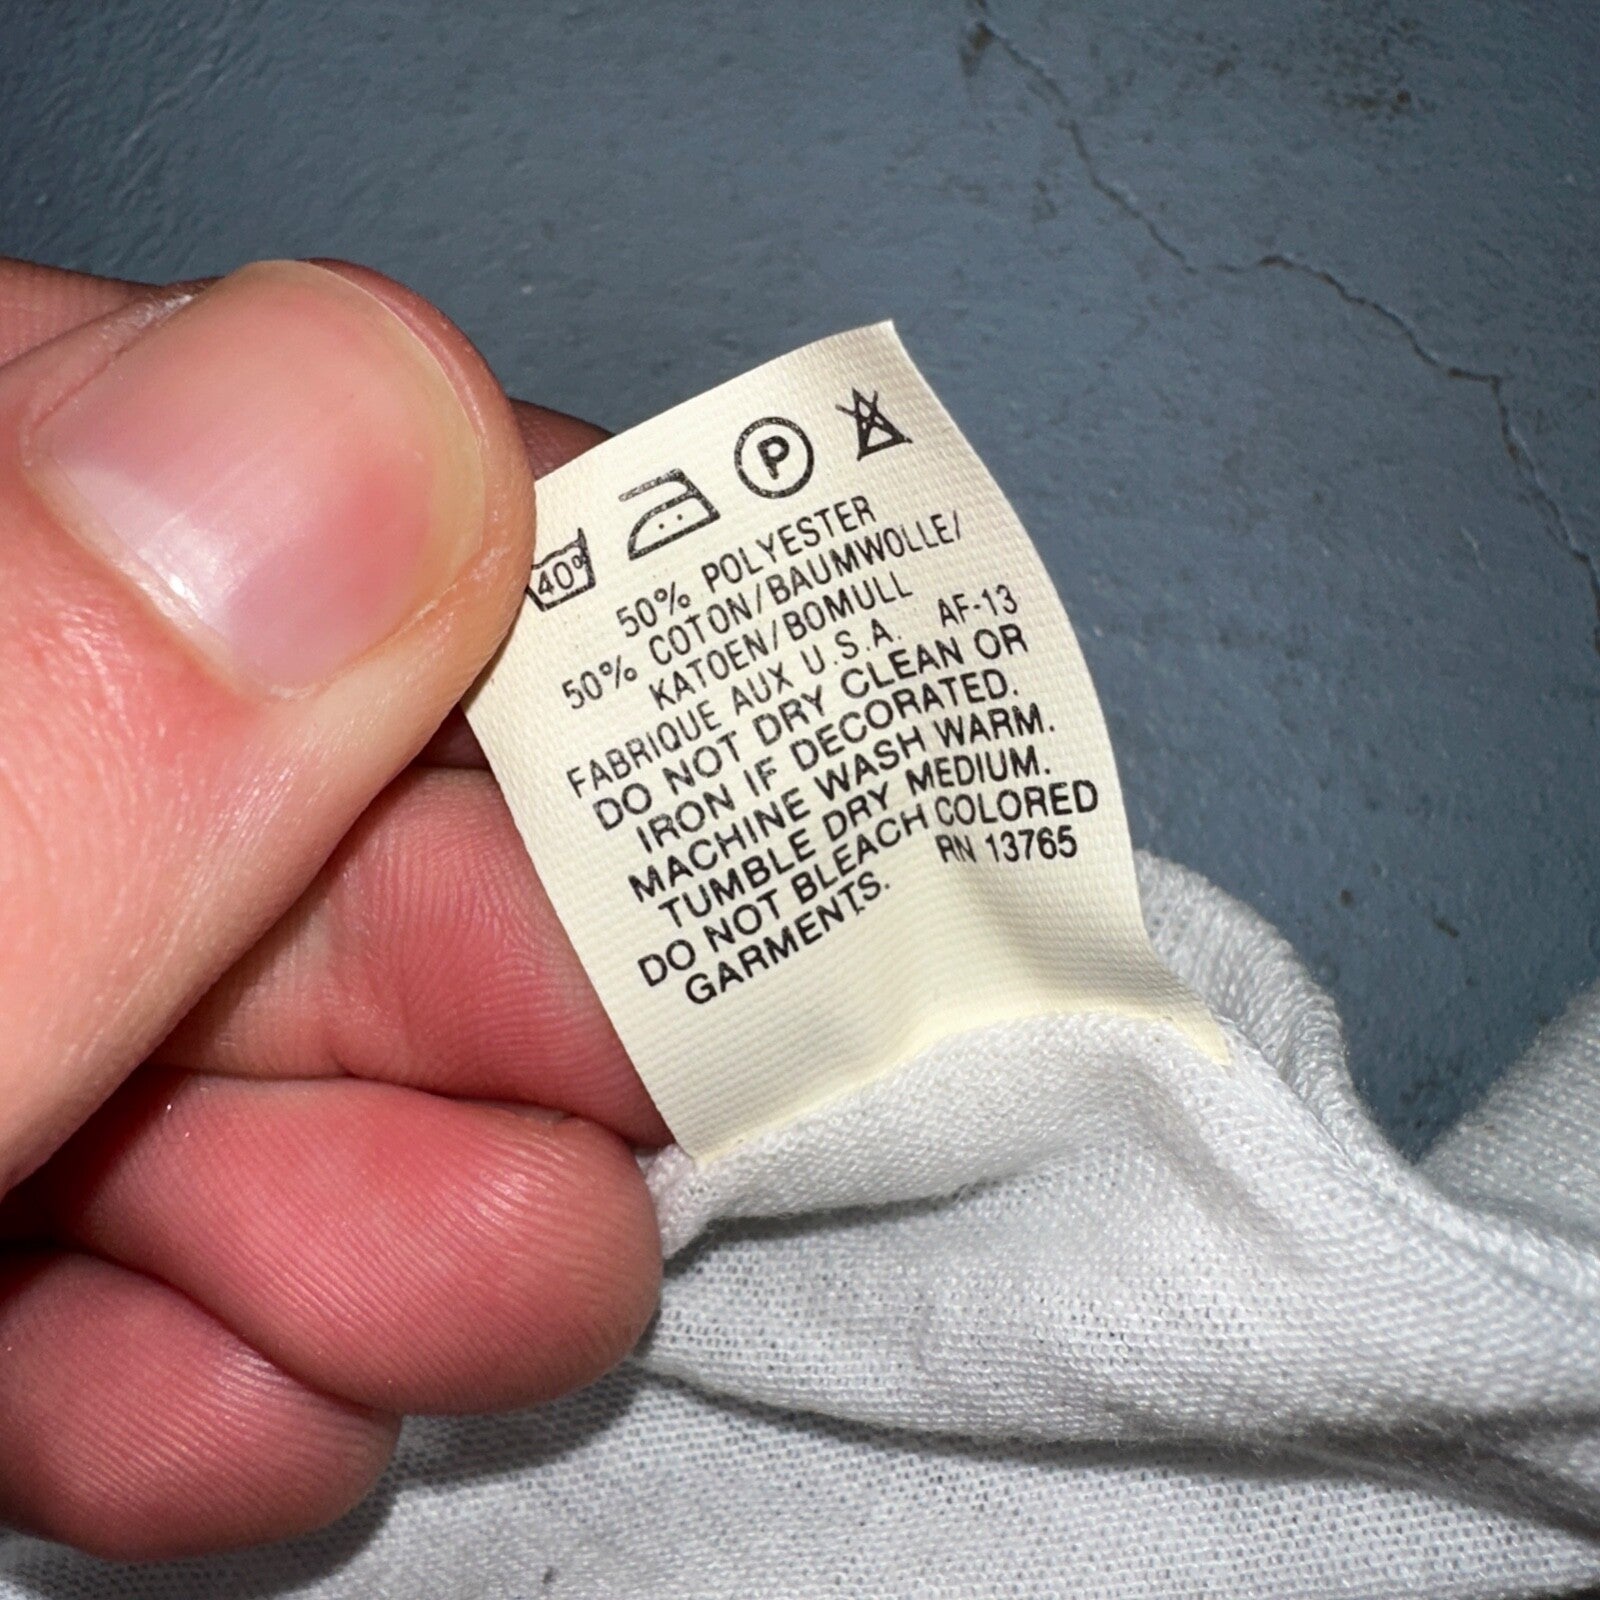 40° P
50% POLYESTER
50% COTON/BAUMWOLLE/
KATOEN/BOMULL
FABRIQUE AUX U.S.A. AF-13
DO NOT DRY CLEAN OR
IRON IF DECORATED.
MACHINE WASH WARM.
TUMBLE DRY MEDIUM.
DO NOT BLEACH COLORED
GARMENTS. RN 13765